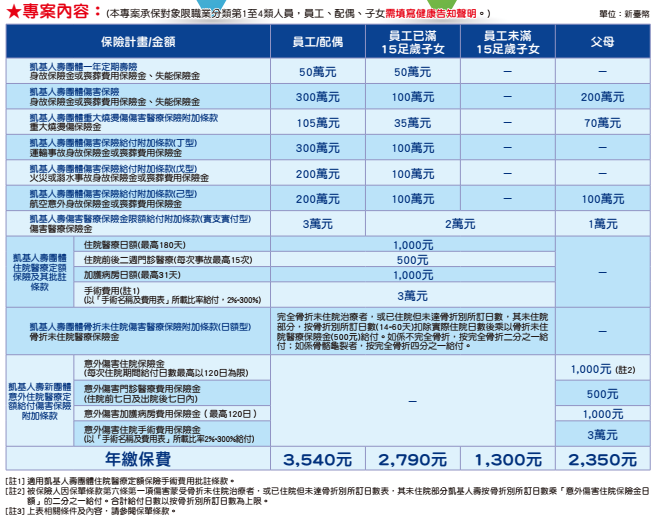 ★專案內容：(本專案承保對象限職業分類第1至4類人員，員工、配偶、子女需填寫健康告知聲明。) 單位：新臺幣
保險計畫/金額 員工/配偶 員工已滿 15足歲子女 員工未滿 15足歲子女 父母
凱基人壽團體一年定期壽險
身故保險金或喪葬費用保險金、失能保險金 50萬元 50萬元 － －
凱基人壽團體傷害保險
身故保險金或喪葬費用保險金、失能保險金 300萬元 100萬元 － 200萬元
凱基人壽團體重大燒燙傷傷害醫療保險附加條款
重大燒燙傷保險金 105萬元 35萬元 － 70萬元
凱基人壽團體傷害保險給付附加條款(丁型)
運輸事故身故保險金或喪葬費用保險金 300萬元 100萬元 － －
凱基人壽團體傷害保險給付附加條款(戊型)
火災或溺水事故身故保險金或喪葬費用保險金 200萬元 100萬元 － －
凱基人壽團體傷害保險給付附加條款(己型)
航空意外身故保險金或喪葬費用保險金 200萬元 100萬元 － 100萬元
凱基人壽傷害醫療保險金限額給付附加條款(實支實付型)
傷害醫療保險金 3萬元 2萬元 1萬元
凱基人壽團體
住院醫療定額
保險及其批註
條款
住院醫療日額(最高180天) 1,000元 －
住院前後二週門診醫療(每次事故最高15次) 500元
加護病房日額(最高31天) 1,000元
手術費用(註1)
(以「手術名稱及費用表」所載比率給付，2%-300%) 3萬元
凱基人壽團體骨折未住院傷害醫療保險附加條款(日額型)
骨折未住院醫療保險金
完全骨折未住院治療者，或已住院但未達骨折別所訂日數，其未住院
部分，按骨折別所訂日數(14-60天)扣除實際住院日數後乘以骨折未住
院醫療保險金(500元)給付。如係不完全骨折，按完全骨折二分之一給
付；如係骨骼龜裂者，按完全骨折四分之一給付。
－
凱基人壽新團體
意外住院醫療定
額給付傷害保險
附加條款
意外傷害住院保險金
(每次住院期間給付日數最高以120日為限) － 1,000元 (註2)
意外傷害門診醫療費用保險金
(住院前七日及出院後七日內) 500元
意外傷害加護病房費用保險金（最高120日） 1,000元
意外傷害住院手術費用保險金
(以「手術名稱及費用表」所載比率2%-300%給付) 3萬元
年繳保費 3,540元 2,790元 1,300元 2,350元
[註1] 適用凱基人壽團體住院醫療定額保險手術費用批註條款。
[註2] 被保險人因保單條款第六條第一項傷害蒙受骨折未住院治療者，或已住院但未達骨折別所訂日數表，其未住院部分凱基人壽按骨折別所訂日數乘「意外傷害住院保險金日
額」的二分之一給付。合計給付日數以按骨折別所訂日數為上限。
[註3] 上表相關條件及內容，請參閱保單條款。